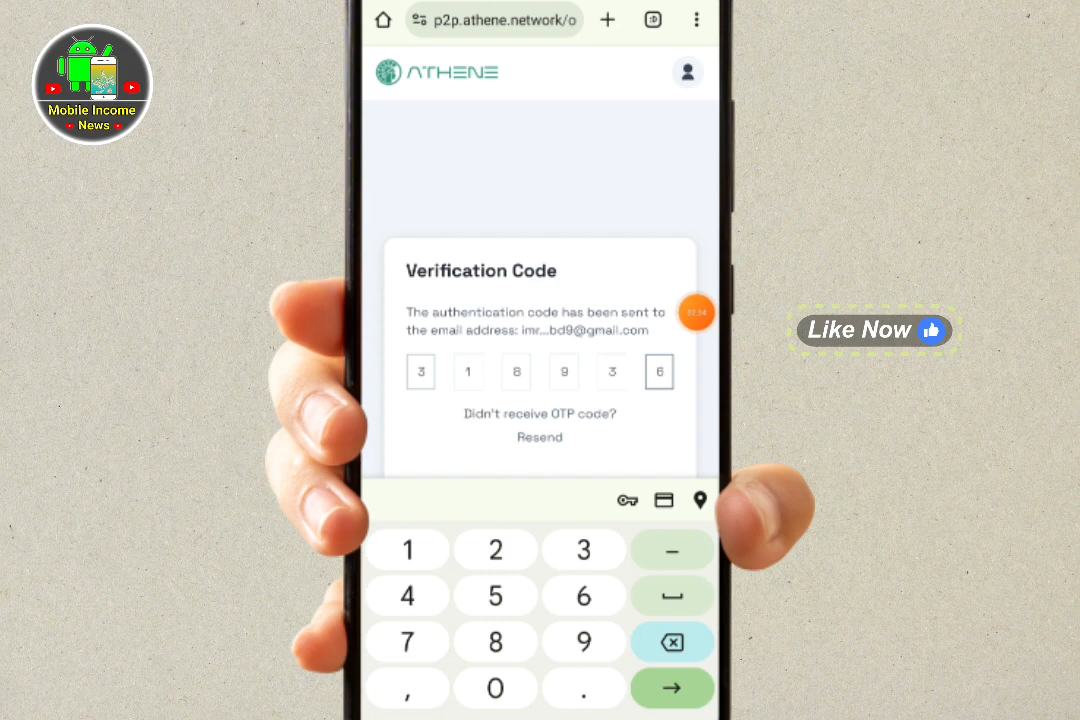 Mobile Income
News
p2p.athene.network/o
:D
ATHENE
Verification Code
The authentication code has been sent to
the email address: imr...bd9@gmail.com
3 1 8 9 3 6
Didn't receive OTP code?
Resend
Like Now
1 2 3 –
4 5 6
7 8 9
, 0 .